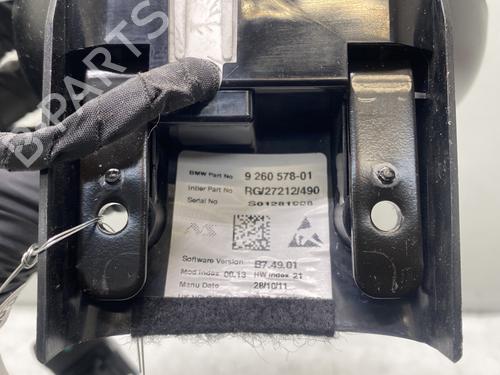 B-PARTS
BMW Part No 9 260 578-01
Intier Part No RG/27212/490
Serial No
Software Version B7.49.01
Mod Index 00.13 HW index 21
Manu Date 28/10/11